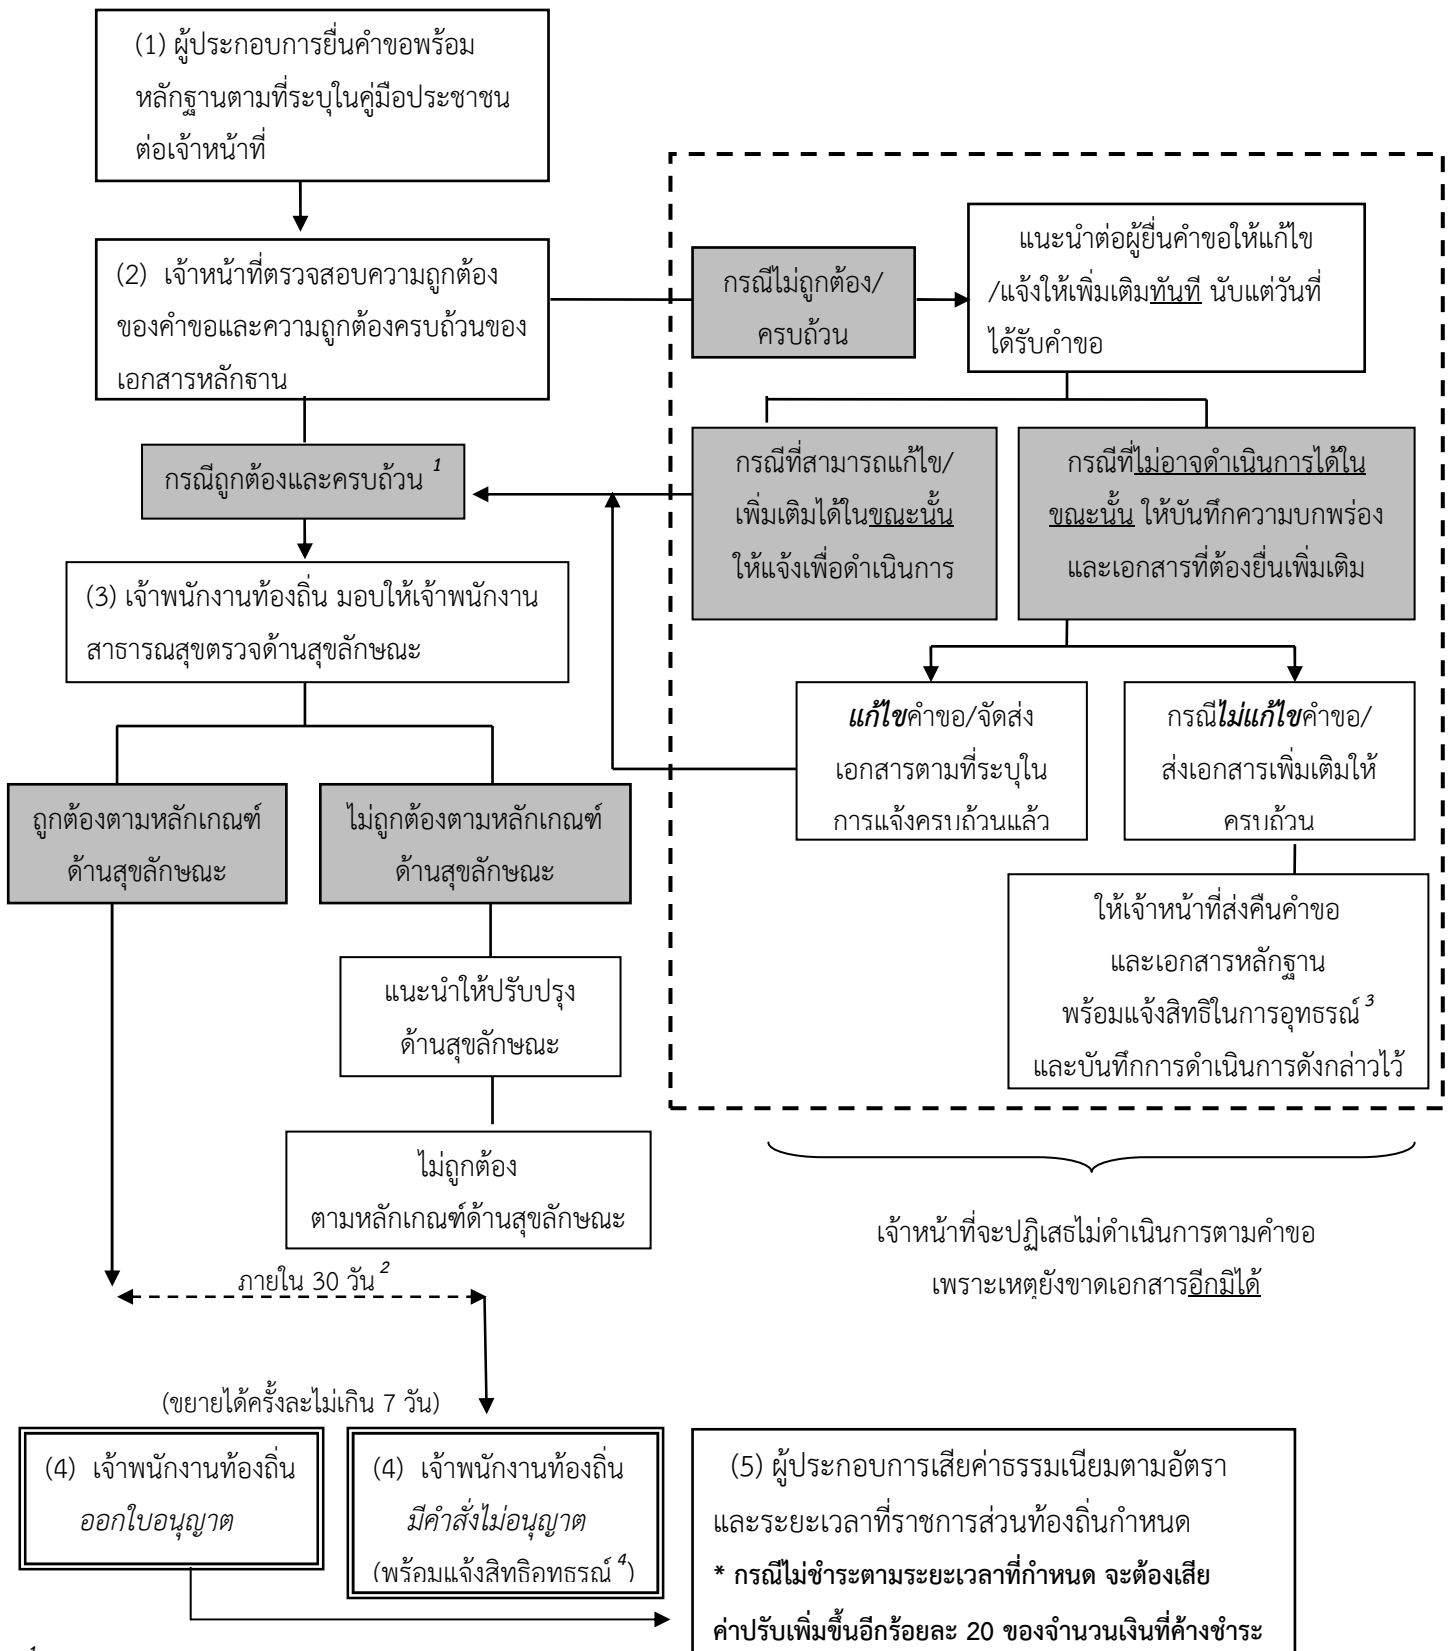 (1) ผู้ประกอบการยื่นคำขอพร้อม
หลักฐานตามที่ระบุในคู่มือประชาชน
ต่อเจ้าหน้าที่
(2) เจ้าหน้าที่ตรวจสอบความถูกต้อง
ของคำขอและความถูกต้องครบถ้วนของ
เอกสารหลักฐาน
กรณีไม่ถูกต้อง/
ครบถ้วน
แนะนำต่อผู้ยื่นคำขอให้แก้ไข
/แจ้งให้เพิ่มเติมทันที นับแต่วันที่
ได้รับคำขอ
กรณีถูกต้องและครบถ้วน 1
กรณีที่สามารถแก้ไข/
เพิ่มเติมได้ในขณะนั้น
ให้แจ้งเพื่อดำเนินการ
กรณีที่ไม่อาจดำเนินการได้ใน
ขณะนั้น ให้บันทึกความบกพร่อง
และเอกสารที่ต้องยื่นเพิ่มเติม
(3) เจ้าพนักงานท้องถิ่น มอบให้เจ้าพนักงาน
สาธารณสุขตรวจด้านสุขลักษณะ
แก้ไขคำขอ/จัดส่ง
เอกสารตามที่ระบุใน
การแจ้งครบถ้วนแล้ว
กรณีไม่แก้ไขคำขอ/
ส่งเอกสารเพิ่มเติมให้
ครบถ้วน
ถูกต้องตามหลักเกณฑ์
ด้านสุขลักษณะ
ไม่ถูกต้องตามหลักเกณฑ์
ด้านสุขลักษณะ
ให้เจ้าหน้าที่ส่งคืนคำขอ
และเอกสารหลักฐาน
พร้อมแจ้งสิทธิในการอุทธรณ์ 3
และบันทึกการดำเนินการดังกล่าวไว้
แนะนำให้ปรับปรุง
ด้านสุขลักษณะ
ไม่ถูกต้อง
ตามหลักเกณฑ์ด้านสุขลักษณะ
เจ้าหน้าที่จะปฏิเสธไม่ดำเนินการตามคำขอ
เพราะเหตุยังขาดเอกสารอีกมิได้
ภายใน 30 วัน 2
(ขยายได้ครั้งละไม่เกิน 7 วัน)
(4) เจ้าพนักงานท้องถิ่น
ออกใบอนุญาต
(4) เจ้าพนักงานท้องถิ่น
มีคำสั่งไม่อนุญาต
(พร้อมแจ้งสิทธิอุทธรณ์ 4)
(5) ผู้ประกอบการเสียค่าธรรมเนียมตามอัตรา
และระยะเวลาที่ราชการส่วนท้องถิ่นกำหนด
* กรณีไม่ชำระตามระยะเวลาที่กำหนด จะต้องเสีย
ค่าปรับเพิ่มขึ้นอีกร้อยละ 20 ของจำนวนเงินที่ค้างชำระ
1